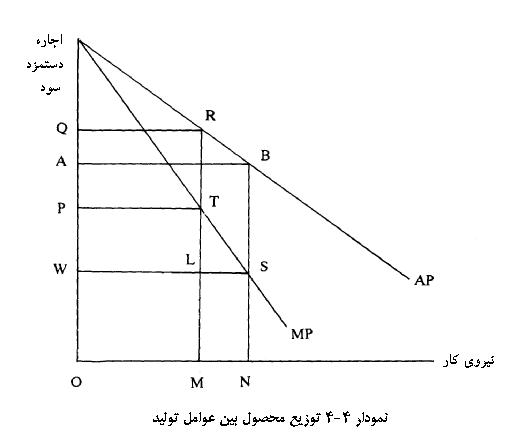 اجاره
دستمزد
سود
Q
R
A
B
P
T
W
L
S
AP
MP
نیروی کار
O
M
N
نمودار ۴-۴ توزیع محصول بین عوامل تولید